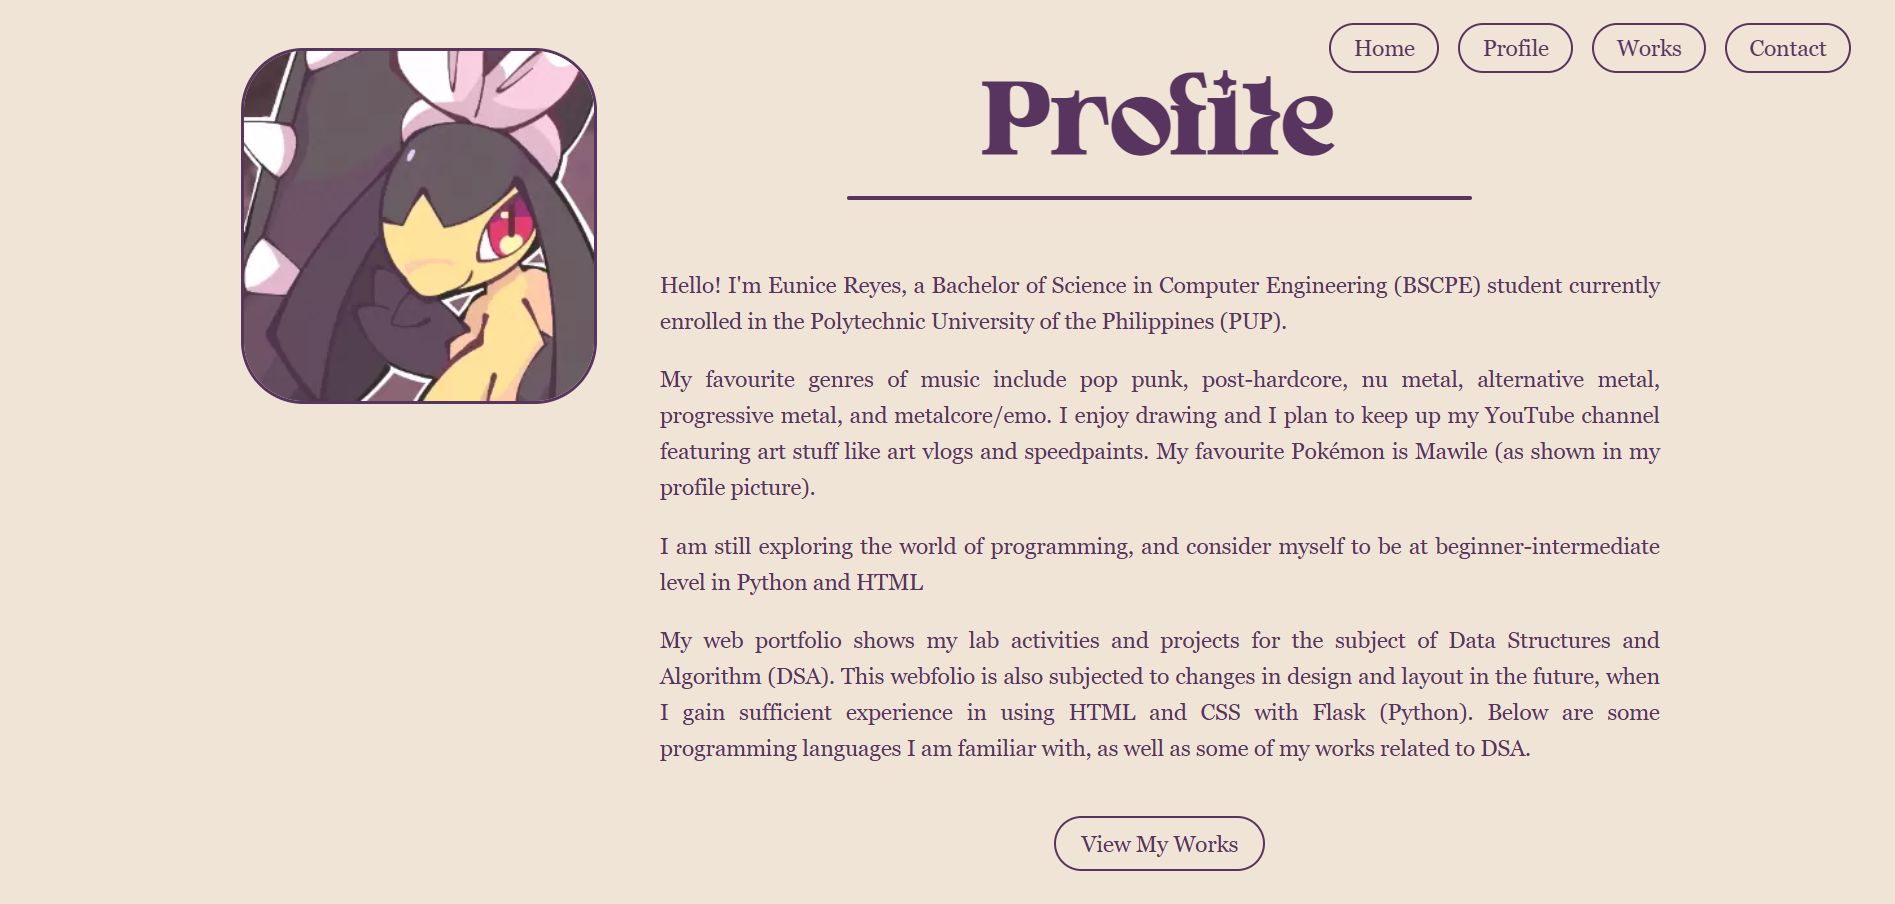 Home
Profile
Works
Contact
Profile
Hello! I'm Eunice Reyes, a Bachelor of Science in Computer Engineering (BSCPE) student currently
enrolled in the Polytechnic University of the Philippines (PUP).
My favourite genres of music include pop punk, post-hardcore, nu metal, alternative metal,
progressive metal, and metalcore/emo. I enjoy drawing and I plan to keep up my YouTube channel
featuring art stuff like art vlogs and speedpaints. My favourite Pokémon is Mawile (as shown in my
profile picture).
I am still exploring the world of programming, and consider myself to be at beginner-intermediate
level in Python and HTML
My web portfolio shows my lab activities and projects for the subject of Data Structures and
Algorithm (DSA). This webfolio is also subjected to changes in design and layout in the future, when
I gain sufficient experience in using HTML and CSS with Flask (Python). Below are some
programming languages I am familiar with, as well as some of my works related to DSA.
View My Works